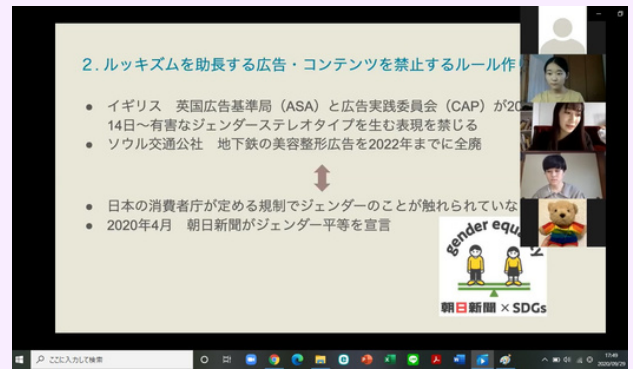 2. ルッキズムを助長する広告・コンテンツを禁止するルール作
● イギリス 英国広告基準局（ASA）と広告実践委員会（CAP）が20
14日〜有害なジェンダーステレオタイプを生む表現を禁じる
● ソウル交通公社 地下鉄の美容整形広告を2022年までに全廃
● 日本の消費者庁が定める規制でジェンダーのことが触れられていな
● 2020年4月 朝日新聞がジェンダー平等を宣言
gender equality
朝日新聞×SDGs
ここに入力して検索
17:49
2020/09/29